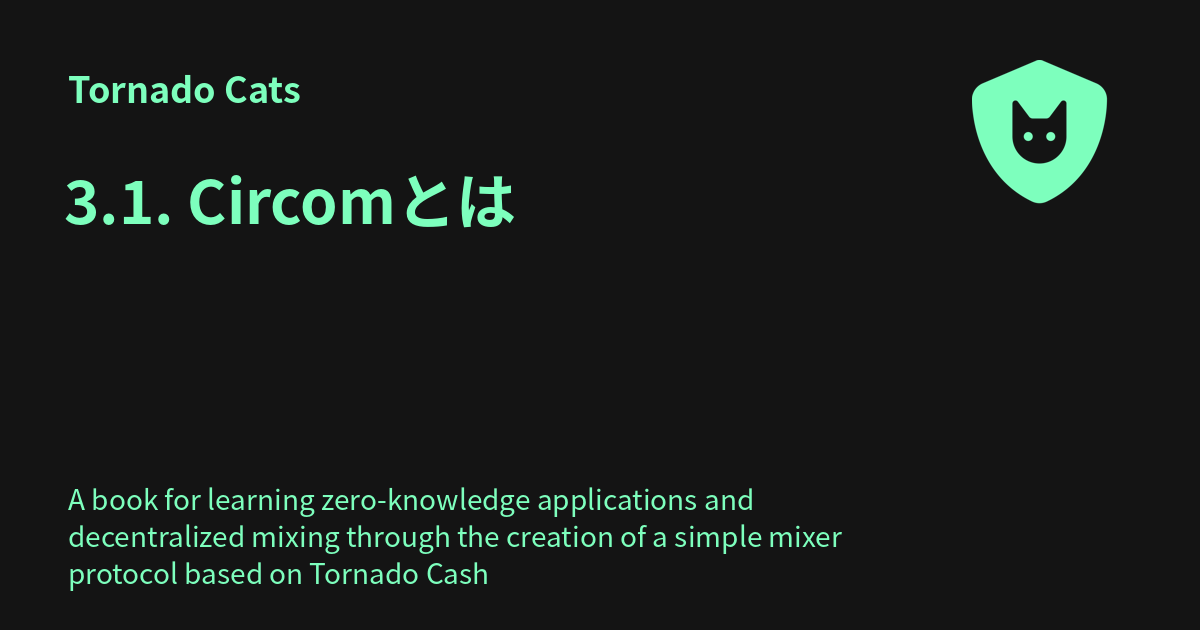 Tornado Cats
3.1. Circomとは
A book for learning zero-knowledge applications and
decentralized mixing through the creation of a simple mixer
protocol based on Tornado Cash